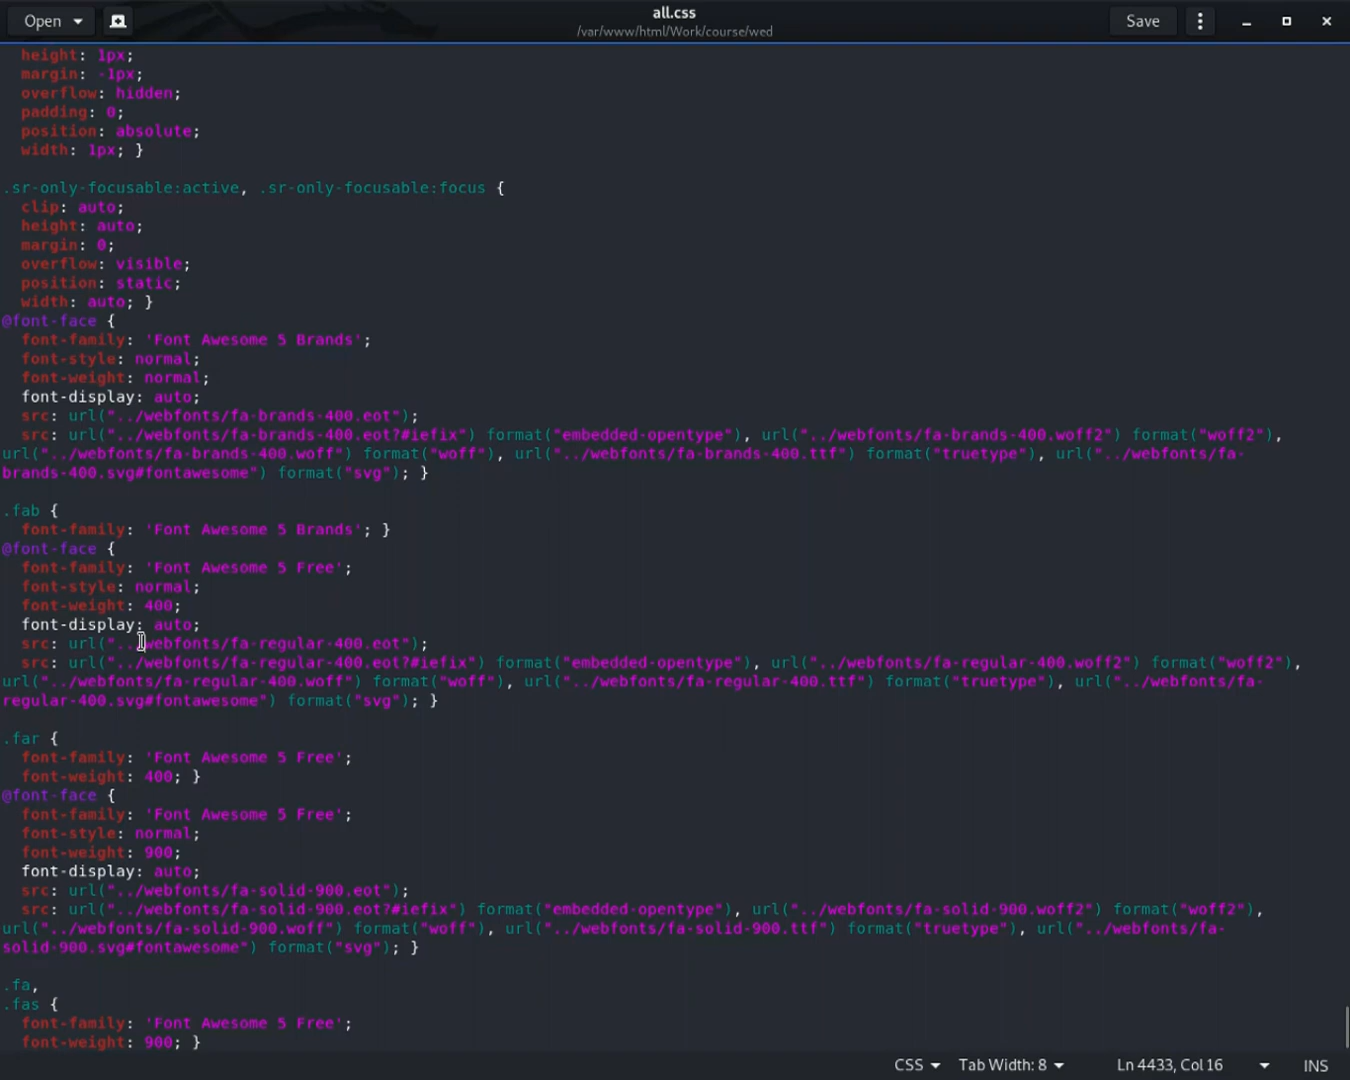 Open
all.css
/var/www/html/Work/course/wed
Save
height: 1px;
margin: -1px;
overflow: hidden;
padding: 0;
position: absolute;
width: 1px; }
.sr-only-focusable:active, .sr-only-focusable:focus {
clip: auto;
height: auto;
margin: 0;
overflow: visible;
position: static;
width: auto; }
@font-face {
font-family: 'Font Awesome 5 Brands';
font-style: normal;
font-weight: normal;
font-display: auto;
src: url("../webfonts/fa-brands-400.eot");
src: url("../webfonts/fa-brands-400.eot?#iefix") format("embedded-opentype"), url("../webfonts/fa-brands-400.woff2") format("woff2"),
url("../webfonts/fa-brands-400.woff") format("woff"), url("../webfonts/fa-brands-400.ttf") format("truetype"), url("../webfonts/fa-
brands-400.svg#fontawesome") format("svg"); }
.fab {
font-family: 'Font Awesome 5 Brands'; }
@font-face {
font-family: 'Font Awesome 5 Free';
font-style: normal;
font-weight: 400;
font-display: auto;
src: url("../webfonts/fa-regular-400.eot");
src: url("../webfonts/fa-regular-400.eot?#iefix") format("embedded-opentype"), url("../webfonts/fa-regular-400.woff2") format("woff2"),
url("../webfonts/fa-regular-400.woff") format("woff"), url("../webfonts/fa-regular-400.ttf") format("truetype"), url("../webfonts/fa-
regular-400.svg#fontawesome") format("svg"); }
.far {
font-family: 'Font Awesome 5 Free';
font-weight: 400; }
@font-face {
font-family: 'Font Awesome 5 Free';
font-style: normal;
font-weight: 900;
font-display: auto;
src: url("../webfonts/fa-solid-900.eot");
src: url("../webfonts/fa-solid-900.eot?#iefix") format("embedded-opentype"), url("../webfonts/fa-solid-900.woff2") format("woff2"),
url("../webfonts/fa-solid-900.woff") format("woff"), url("../webfonts/fa-solid-900.ttf") format("truetype"), url("../webfonts/fa-
solid-900.svg#fontawesome") format("svg"); }
.fa,
.fas {
font-family: 'Font Awesome 5 Free';
font-weight: 900; }
CSS Tab Width: 8 Ln 4433, Col 16 INS